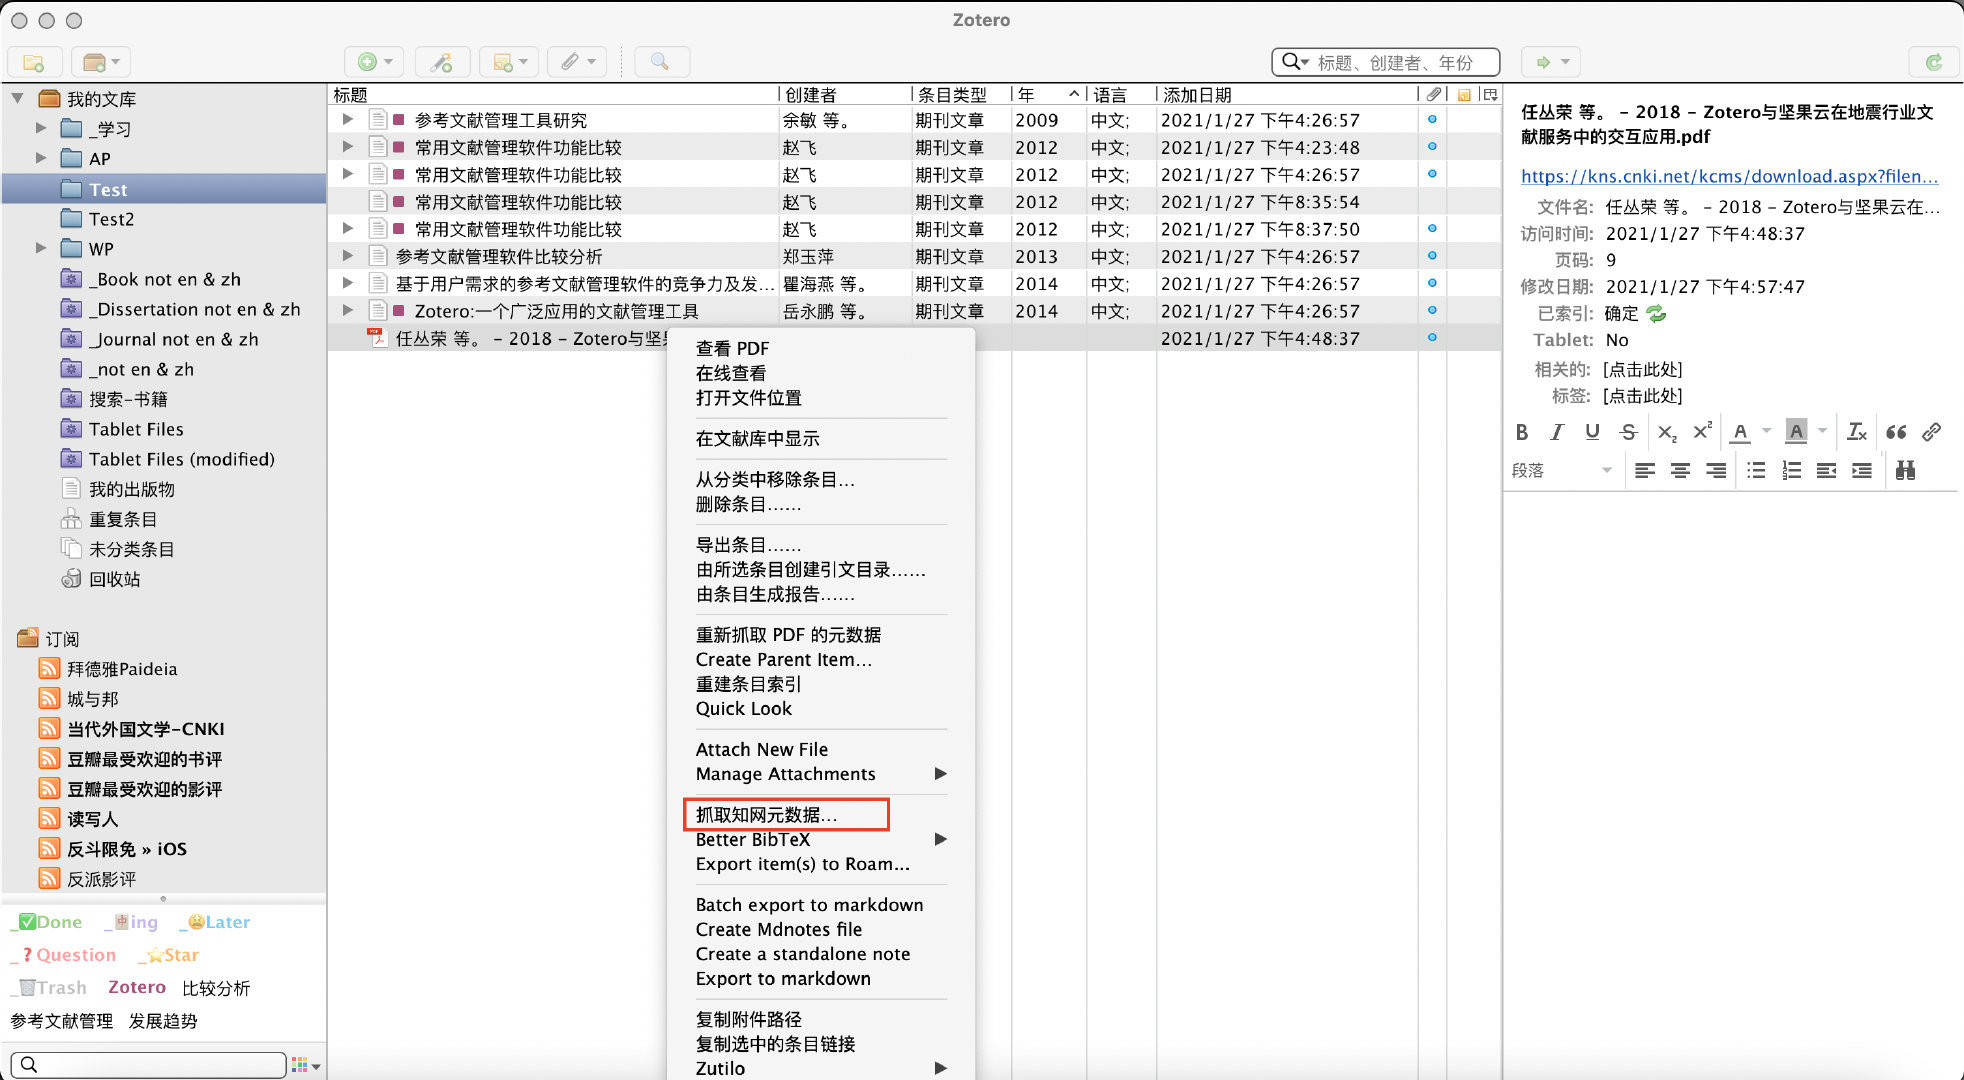 Zotero
标题、创建者、年份
我的文库
_学习
AP
Test
Test2
WP
_Book not en & zh
_Dissertation not en & zh
_Journal not en & zh
_not en & zh
搜索-书籍
Tablet Files
Tablet Files (modified)
我的出版物
重复条目
未分类条目
回收站
订阅
拜德雅Paideia
城与邦
当代外国文学-CNKI
豆瓣最受欢迎的书评
豆瓣最受欢迎的影评
读写人
反斗限免 » iOS
反派影评
_✅Done _🀄ing _😩Later
_❓Question _⭐Star
_🗑Trash Zotero 比较分析
参考文献管理 发展趋势
标题 创建者 条目类型 年 语言 添加日期
参考文献管理工具研究 余敏 等。 期刊文章 2009 中文; 2021/1/27 下午4:26:57
常用文献管理软件功能比较 赵飞 期刊文章 2012 中文; 2021/1/27 下午4:23:48
常用文献管理软件功能比较 赵飞 期刊文章 2012 中文; 2021/1/27 下午4:26:57
常用文献管理软件功能比较 赵飞 期刊文章 2012 中文; 2021/1/27 下午8:35:54
常用文献管理软件功能比较 赵飞 期刊文章 2012 中文; 2021/1/27 下午8:37:50
参考文献管理软件比较分析 郑玉萍 期刊文章 2013 中文; 2021/1/27 下午4:26:57
基于用户需求的参考文献管理软件的竞争力及发... 瞿海燕 等。 期刊文章 2014 中文; 2021/1/27 下午4:26:57
Zotero:一个广泛应用的文献管理工具 岳永鹏 等。 期刊文章 2014 中文; 2021/1/27 下午4:26:57
任丛荣 等。 - 2018 - Zotero与坚果 2021/1/27 下午4:48:37
查看 PDF
在线查看
打开文件位置
在文献库中显示
从分类中移除条目...
删除条目......
导出条目......
由所选条目创建引文目录......
由条目生成报告......
重新抓取 PDF 的元数据
Create Parent Item...
重建条目索引
Quick Look
Attach New File
Manage Attachments
抓取知网元数据...
Better BibTeX
Export item(s) to Roam...
Batch export to markdown
Create Mdnotes file
Create a standalone note
Export to markdown
复制附件路径
复制选中的条目链接
Zutilo
任丛荣 等。 - 2018 - Zotero与坚果云在地震行业文
献服务中的交互应用.pdf
https://kns.cnki.net/kcms/download.aspx?filen...
文件名: 任丛荣 等。 - 2018 - Zotero与坚果云在...
访问时间: 2021/1/27 下午4:48:37
页码: 9
修改日期: 2021/1/27 下午4:57:47
已索引: 确定
Tablet: No
相关的: [点击此处]
标签: [点击此处]
段落